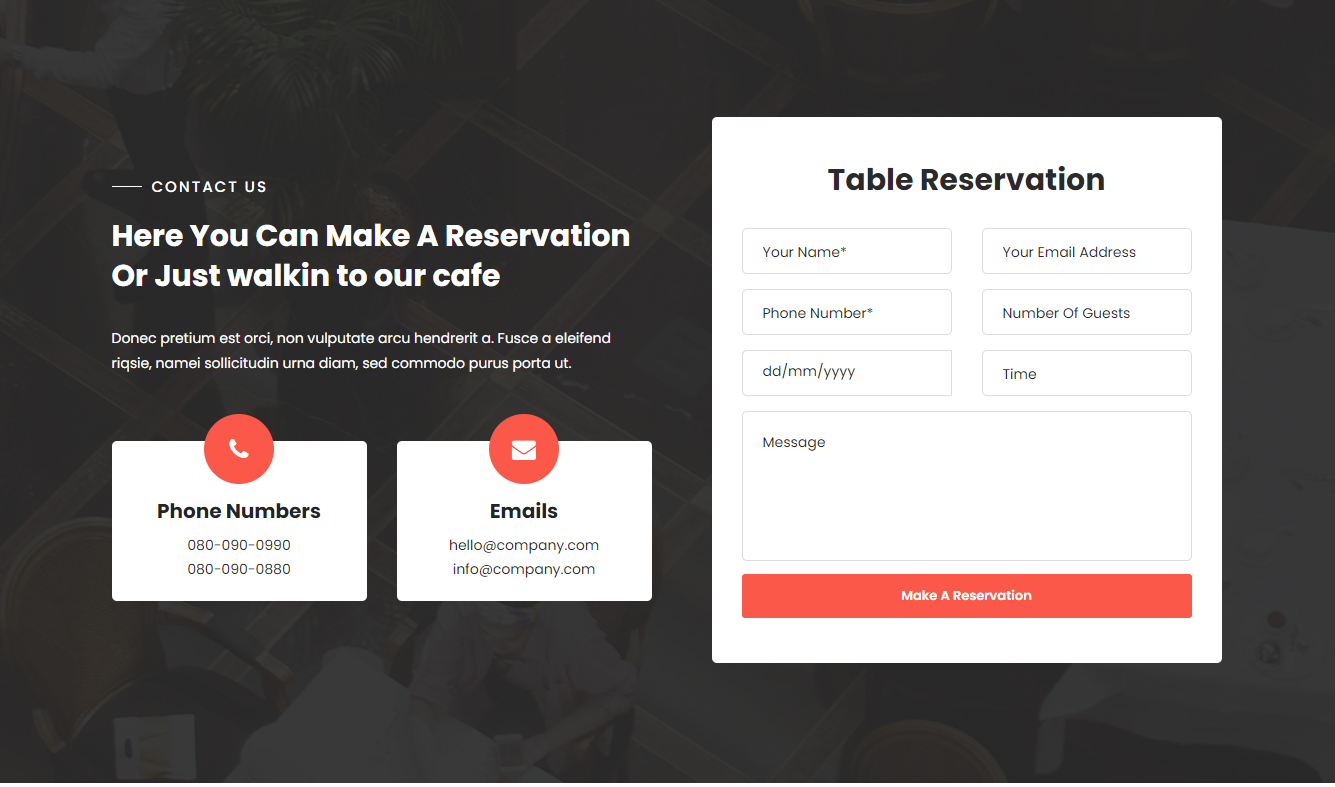 CONTACT US
Here You Can Make A Reservation
Or Just walkin to our cafe
Donec pretium est orci, non vulputate arcu hendrerit a. Fusce a eleifend
riqsie, namei sollicitudin urna diam, sed commodo purus porta ut.
Phone Numbers
080-090-0990
080-090-0880
Emails
hello@company.com
info@company.com
Table Reservation
Your Name*
Your Email Address
Phone Number*
Number Of Guests
dd/mm/yyyy
Time
Message
Make A Reservation